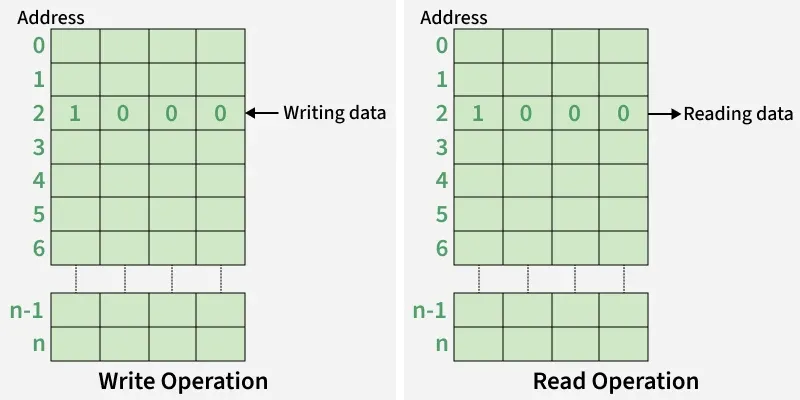 Address
0
1
2 1 0 0 0 Writing data
3
4
5
6
n-1
n
Write Operation
Address
0
1
2 1 0 0 0 Reading data
3
4
5
6
n-1
n
Read Operation